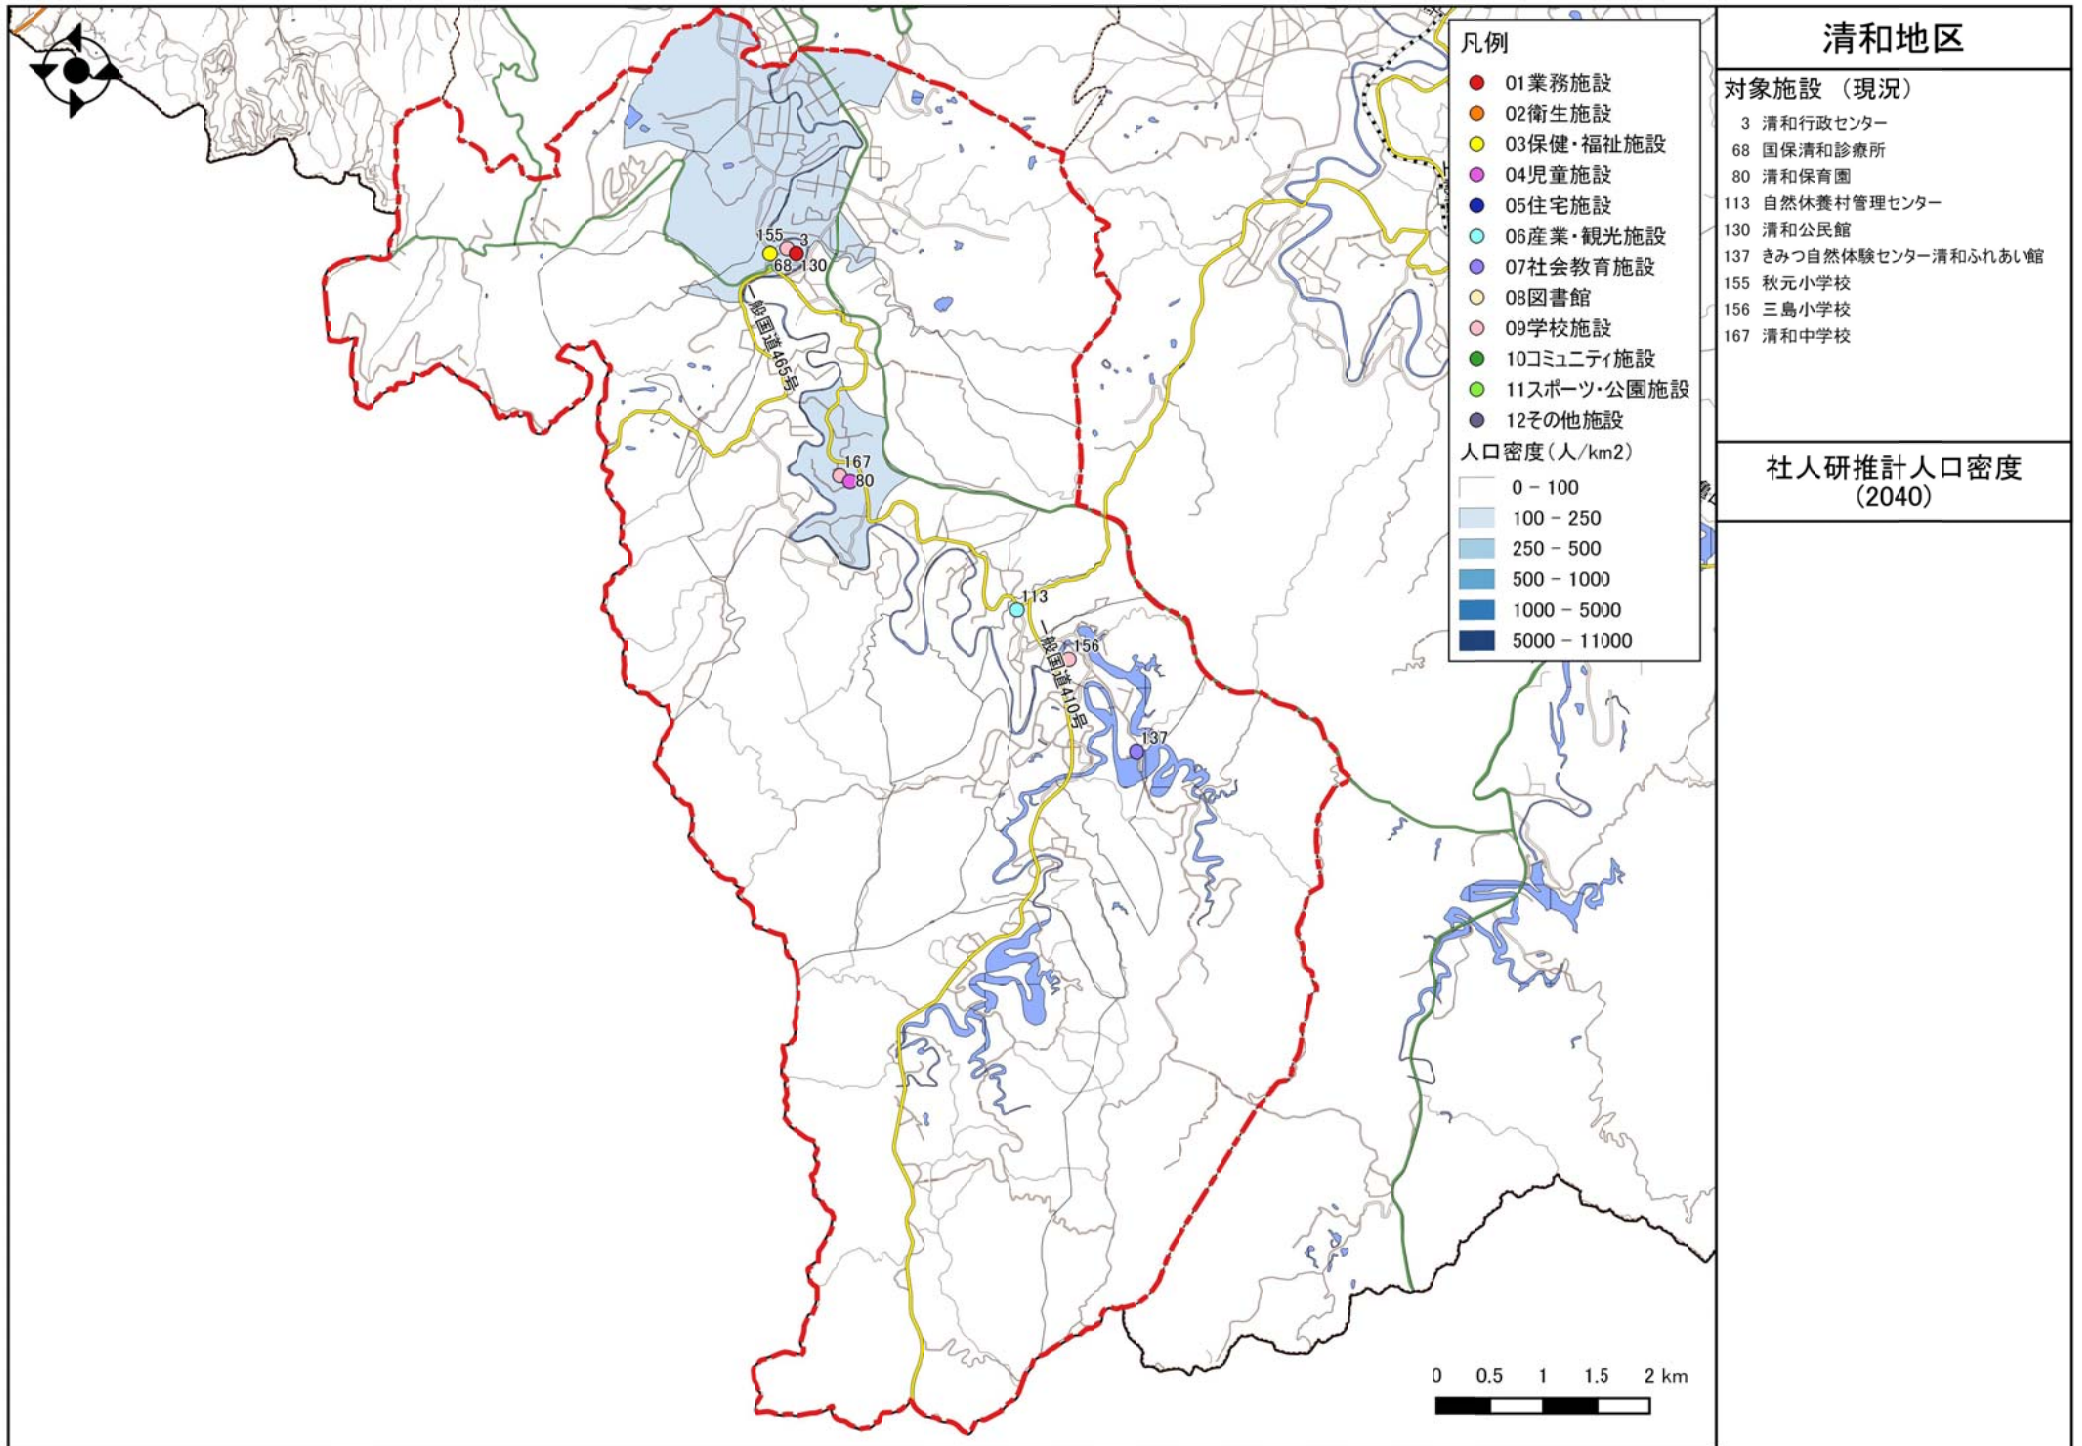 清和地区
対象施設 （現況）
3 清和行政センター
68 国保清和診療所
80 清和保育園
113 自然休養村管理センター
130 清和公民館
137 きみつ自然体験センター清和ふれあい館
155 秋元小学校
156 三島小学校
167 清和中学校
社人研推計人口密度
(2040)
凡例
01業務施設
02衛生施設
03保健・福祉施設
04児童施設
05住宅施設
06産業・観光施設
07社会教育施設
08図書館
09学校施設
10コミュニティ施設
11スポーツ・公園施設
12その他施設
人口密度(人/km2)
0 - 100
100 - 250
250 - 500
500 - 1000
1000 - 5000
5000 - 11000
155
3
68
130
一般国道465号
167
80
113
一般国道410号
156
137
0 0.5 1 1.5 2 km